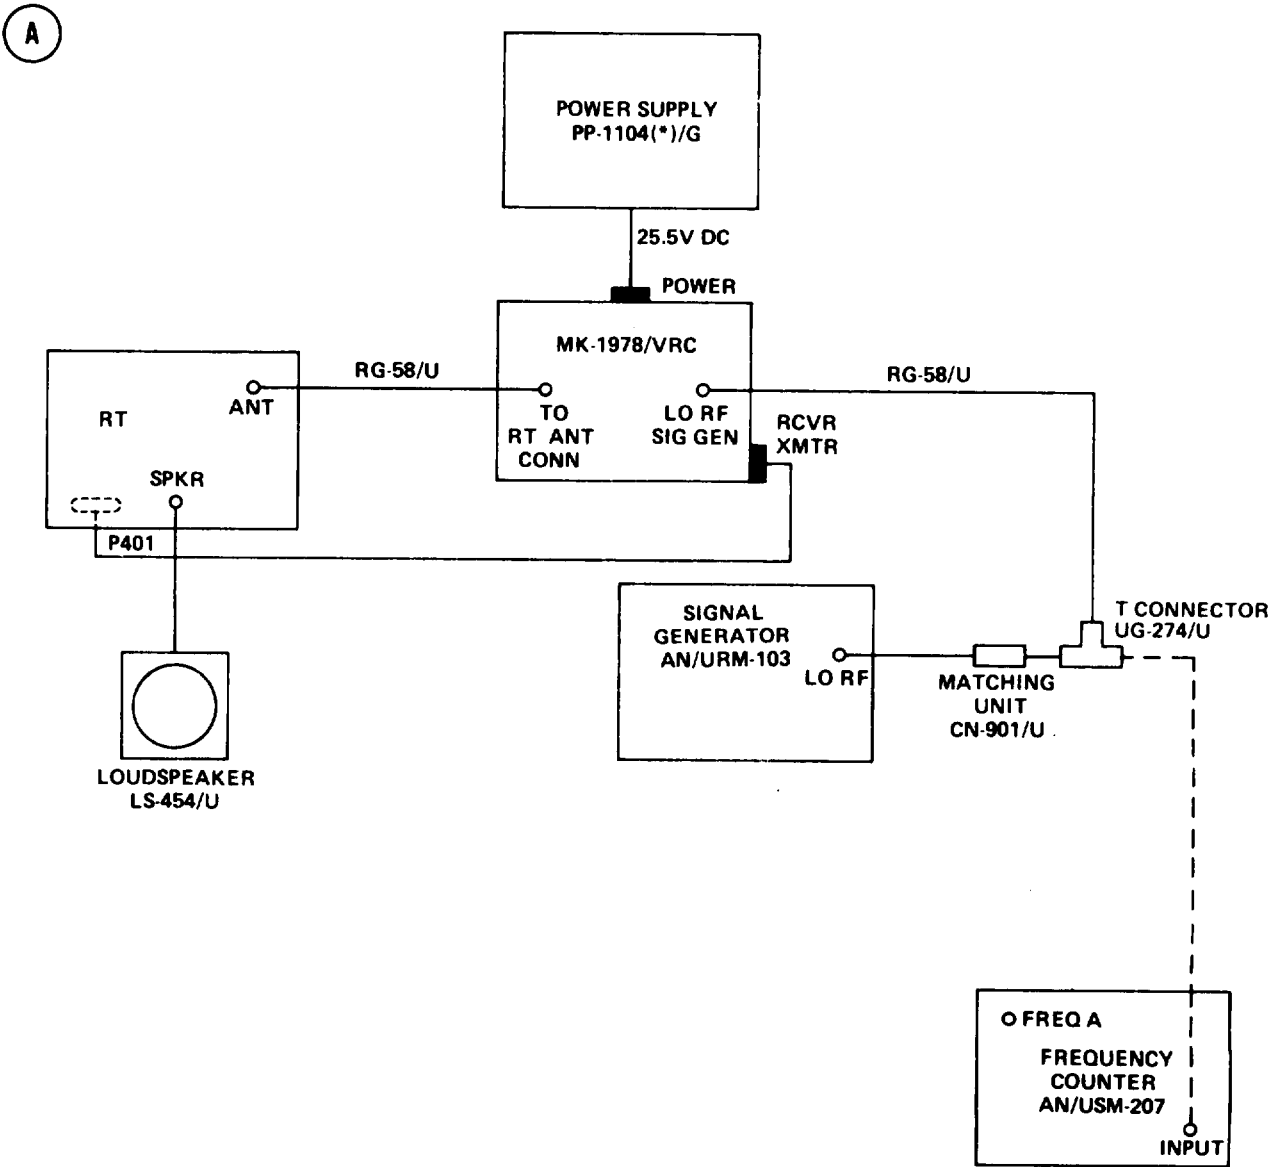 A
POWER SUPPLY
PP-1104(*)/G
25.5V DC
POWER
MK-1978/VRC
RG-58/U
RG-58/U
ANT
RT
TO
RT ANT
CONN
LO RF
SIG GEN
RCVR
XMTR
SPKR
P401
SIGNAL
GENERATOR
AN/URM-103
LO RF
T CONNECTOR
UG-274/U
MATCHING
UNIT
CN-901/U
LOUDSPEAKER
LS-454/U
FREQ A
FREQUENCY
COUNTER
AN/USM-207
INPUT